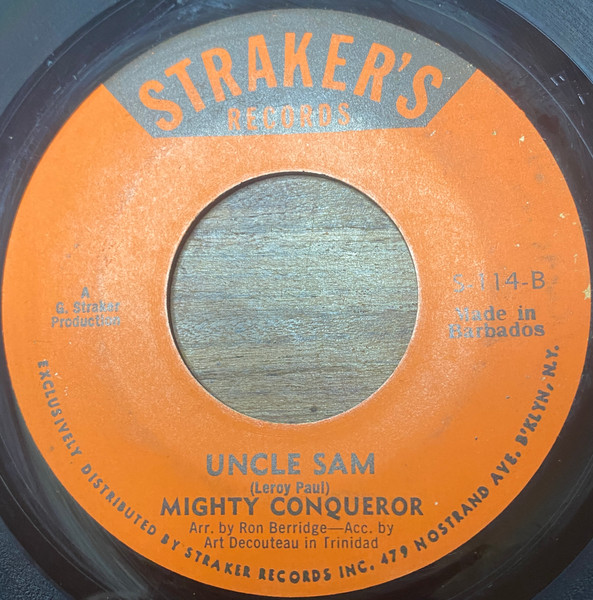 STRAKER'S
RECORDS
A
G. Straker
Production
S-114-B
Made in
Barbados
UNCLE SAM
(Leroy Paul)
MIGHTY CONQUEROR
Arr. by Ron Berridge—Acc. by
Art Decouteau in Trinidad
EXCLUSIVELY DISTRIBUTED BY STRAKER RECORDS INC. 479 NOSTRAND AVE. B'KLYN, N.Y.